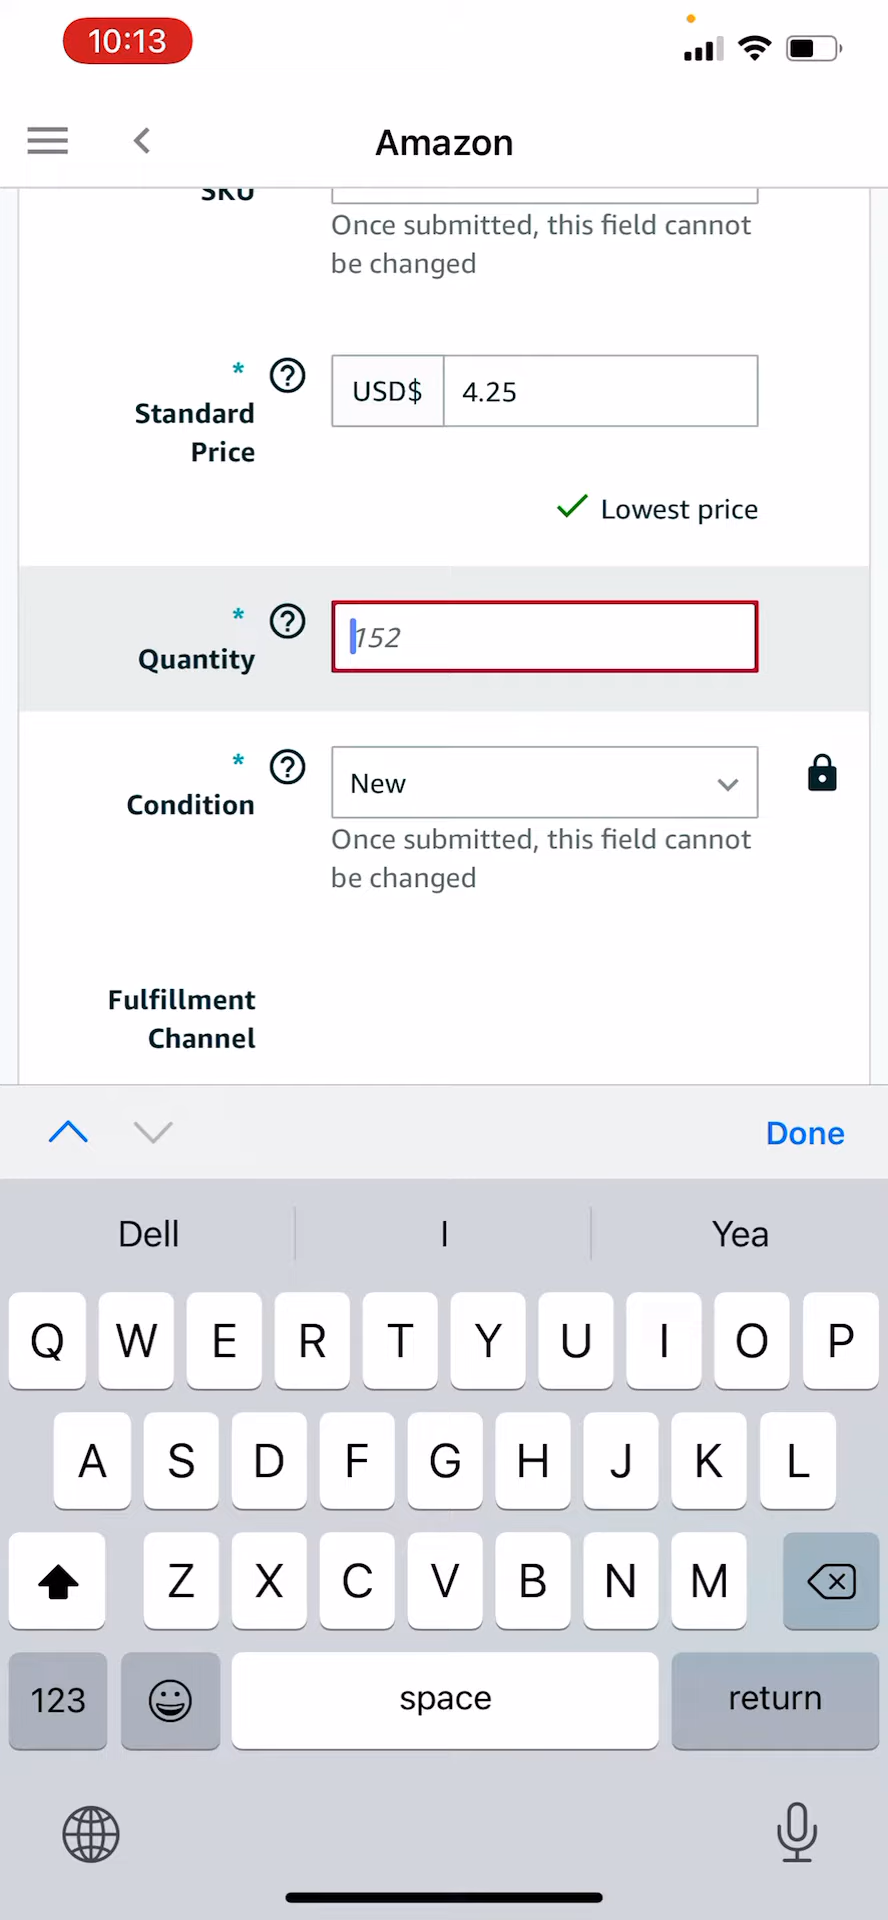 10:13
Amazon
SKU
Once submitted, this field cannot
be changed
* Standard
Price
USD$ 4.25
Lowest price
* Quantity
152
* Condition
New
Once submitted, this field cannot
be changed
Fulfillment
Channel
Done
Dell I Yea
Q W E R T Y U I O P
A S D F G H J K L
Z X C V B N M
123 space return